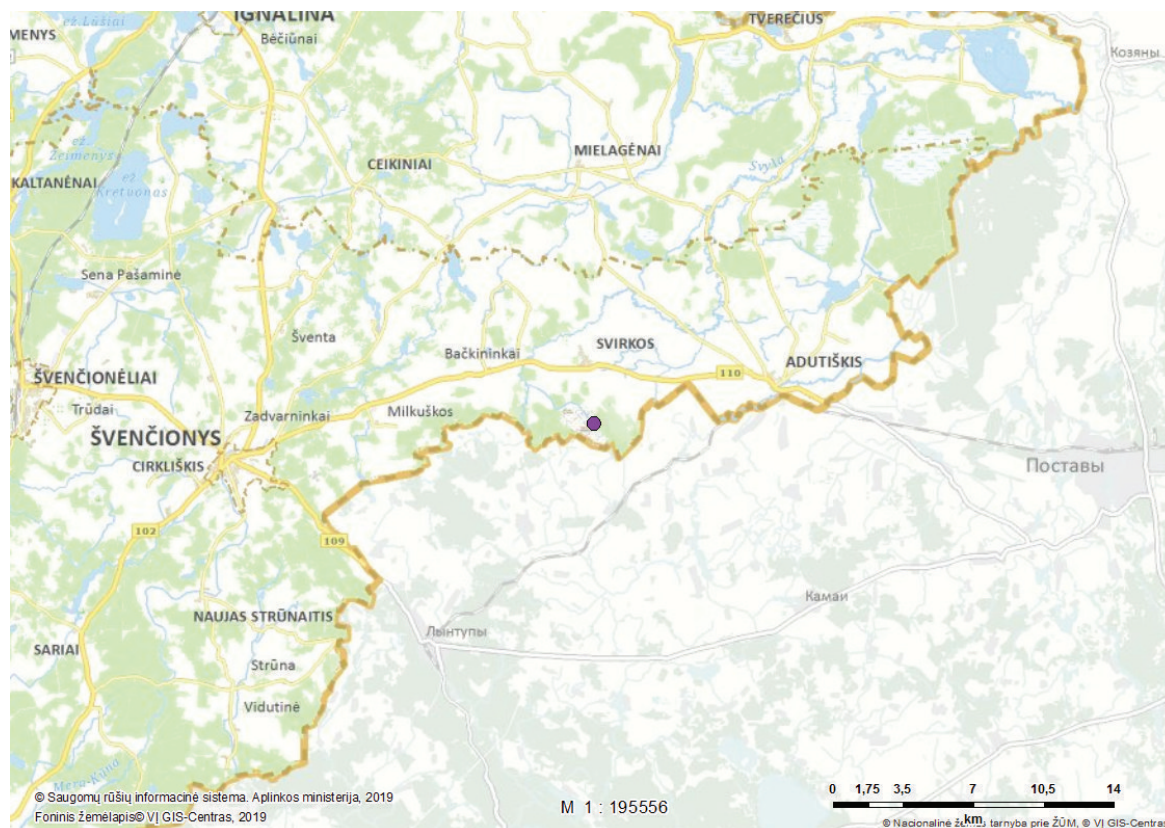 IGNALINA
TVEREČIUS
ež. Lūšiai
MENYS
Bėčiūnai
Козяны
ež.
Žeimenys
MIELAGĖNAI
CEIKINIAI
Svyla
KALTANĖNAI
ež.
Kretuonas
Sena Pašaminė
Šventa
SVIRKOS
Bačkininkai
ADUTIŠKIS
110
ŠVENČIONĖLIAI
Trūdai
Zadvarninkai
Milkuškos
ŠVENČIONYS
CIRKLIŠKIS
Поставы
102
109
Камаи
NAUJAS STRŪNAITIS
Лынтупы
SARIAI
Strūna
Vidutinė
Mera-Kūna
© Saugomų rūšių informacinė sistema. Aplinkos ministerija, 2019
Foninis žemėlapis© VĮ GIS-Centras, 2019
M 1 : 195556
0 1,75 3,5 7 10,5 14
km
© Nacionalinė žemės tarnyba prie ŽŪM, © VĮ GIS-Centras